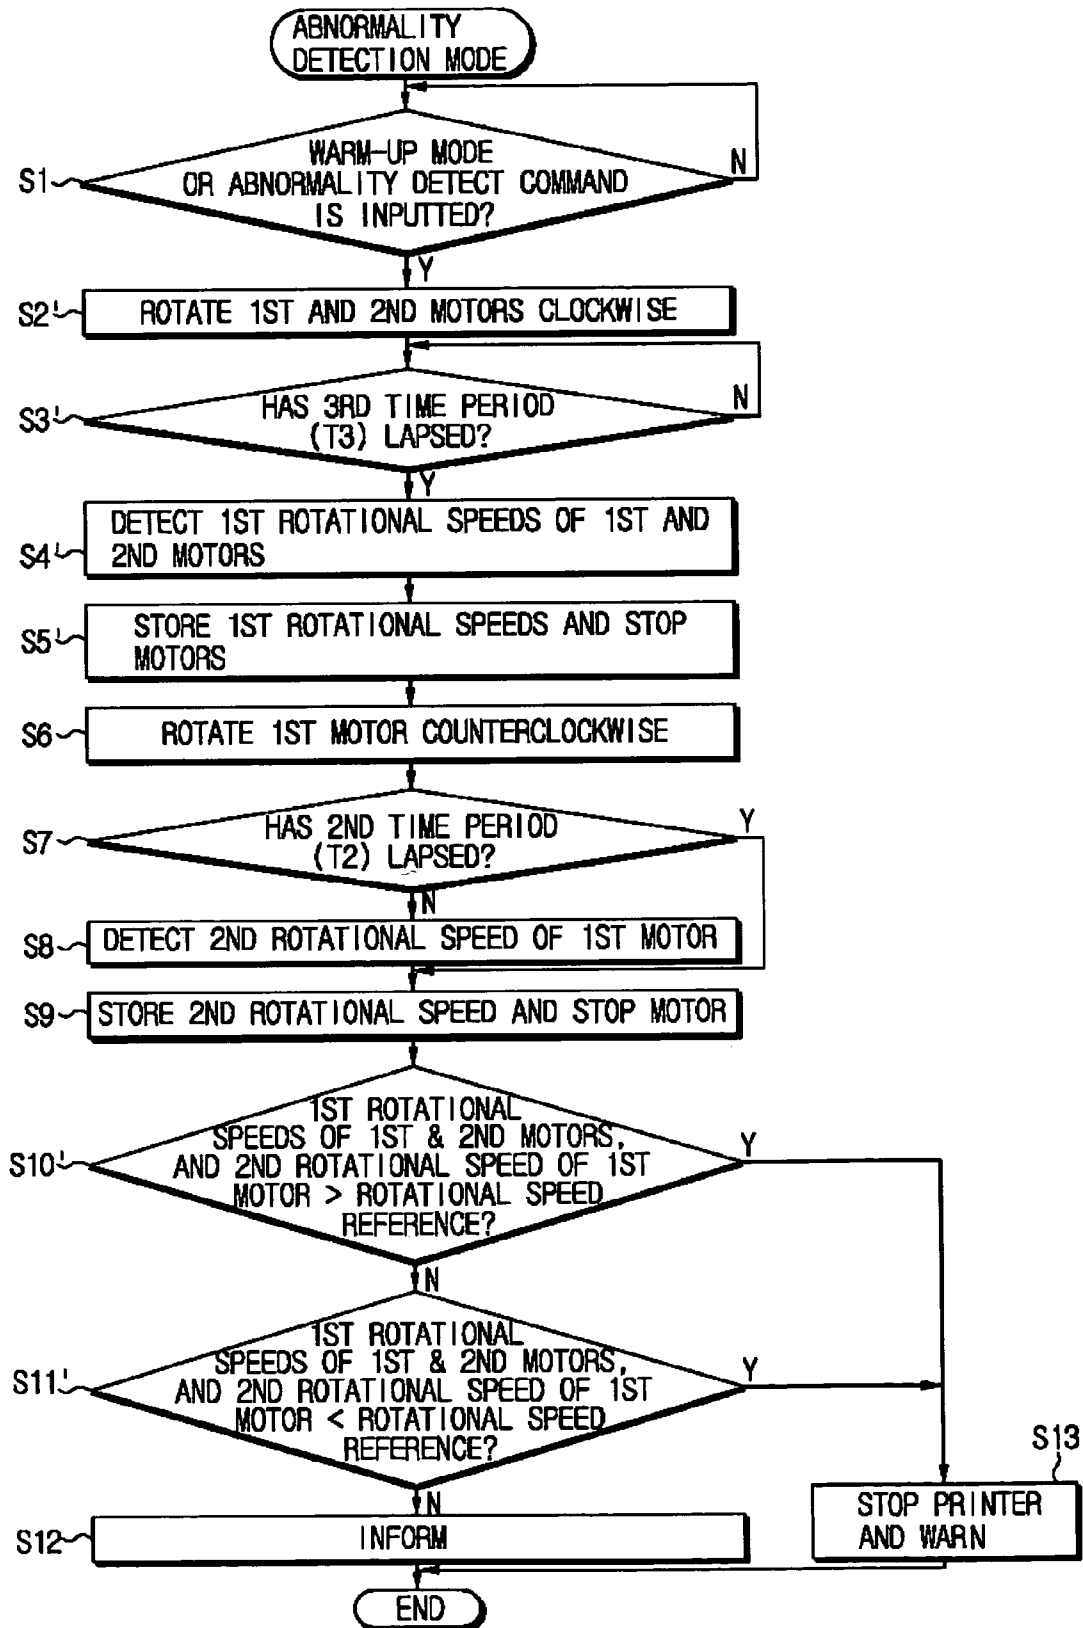 ABNORMALITY
DETECTION MODE
S1
WARM-UP MODE
OR ABNORMALITY DETECT COMMAND
IS INPUTTED?
N
Y
S2'
ROTATE 1ST AND 2ND MOTORS CLOCKWISE
S3'
HAS 3RD TIME PERIOD
(T3) LAPSED?
N
Y
S4'
DETECT 1ST ROTATIONAL SPEEDS OF 1ST AND
2ND MOTORS
S5'
STORE 1ST ROTATIONAL SPEEDS AND STOP
MOTORS
S6
ROTATE 1ST MOTOR COUNTERCLOCKWISE
S7
HAS 2ND TIME PERIOD
(T2) LAPSED?
Y
N
S8
DETECT 2ND ROTATIONAL SPEED OF 1ST MOTOR
S9
STORE 2ND ROTATIONAL SPEED AND STOP MOTOR
S10'
1ST ROTATIONAL
SPEEDS OF 1ST & 2ND MOTORS,
AND 2ND ROTATIONAL SPEED OF 1ST
MOTOR > ROTATIONAL SPEED
REFERENCE?
Y
N
S11'
1ST ROTATIONAL
SPEEDS OF 1ST & 2ND MOTORS,
AND 2ND ROTATIONAL SPEED OF 1ST
MOTOR < ROTATIONAL SPEED
REFERENCE?
Y
N
S12
INFORM
S13
STOP PRINTER
AND WARN
END